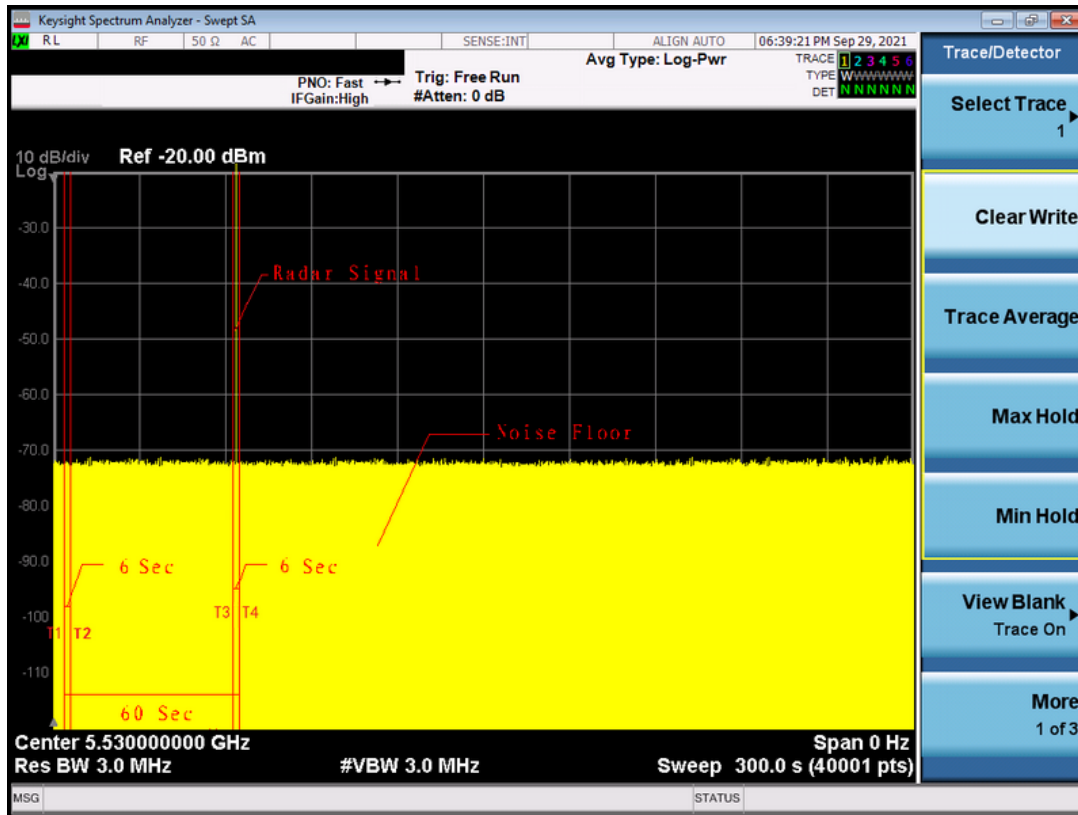 Keysight Spectrum Analyzer - Swept SA
LXI RL RF 50 Ω AC SENSE:INT ALIGN AUTO 06:39:21 PM Sep 29, 2021
Avg Type: Log-Pwr
TRACE 1 2 3 4 5 6
TYPE WWWWWW
DET N N N N N N
PNO: Fast
IFGain:High
Trig: Free Run
#Atten: 0 dB
10 dB/div Ref -20.00 dBm
Log
-30.0
-40.0
-50.0
-60.0
-70.0
-80.0
-90.0
-100
-110
Radar Signal
Noise Floor
6 Sec
6 Sec
T3 T4
T1 T2
60 Sec
Center 5.530000000 GHz Span 0 Hz
Res BW 3.0 MHz #VBW 3.0 MHz Sweep 300.0 s (40001 pts)
MSG STATUS
Trace/Detector
Select Trace
1
Clear Write
Trace Average
Max Hold
Min Hold
View Blank
Trace On
More
1 of 3